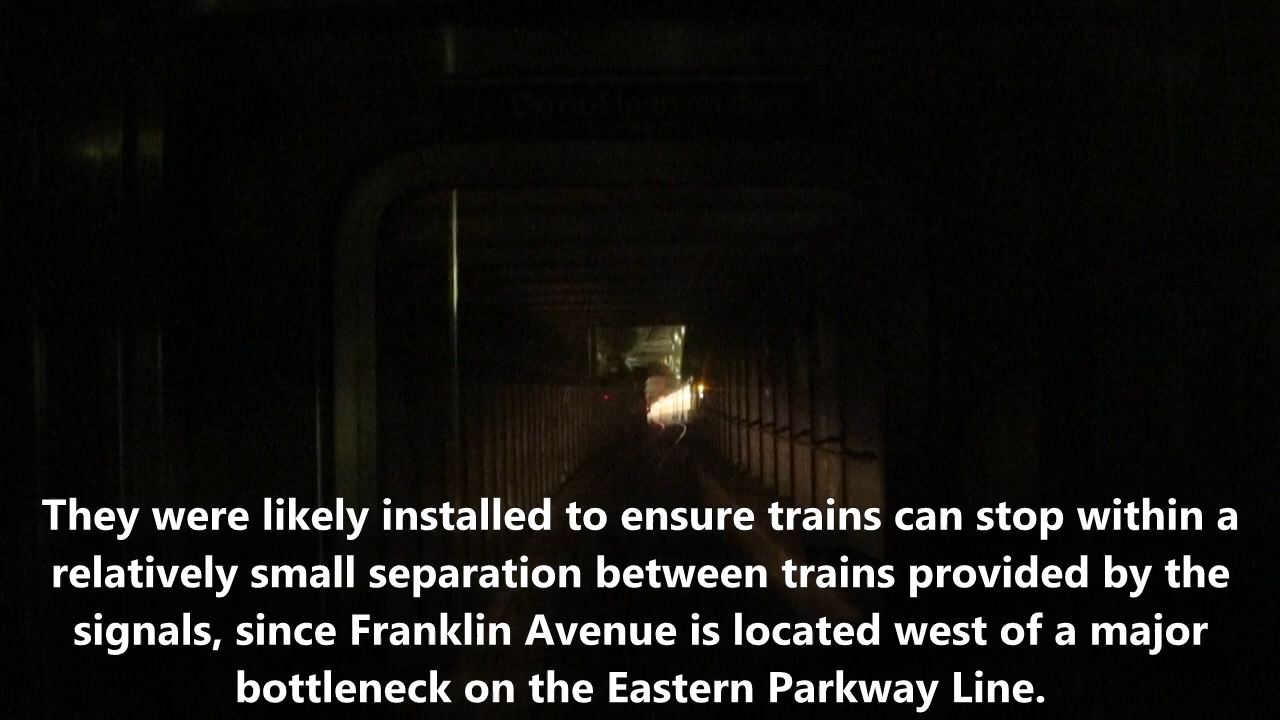 They were likely installed to ensure trains can stop within a
relatively small separation between trains provided by the
signals, since Franklin Avenue is located west of a major
bottleneck on the Eastern Parkway Line.